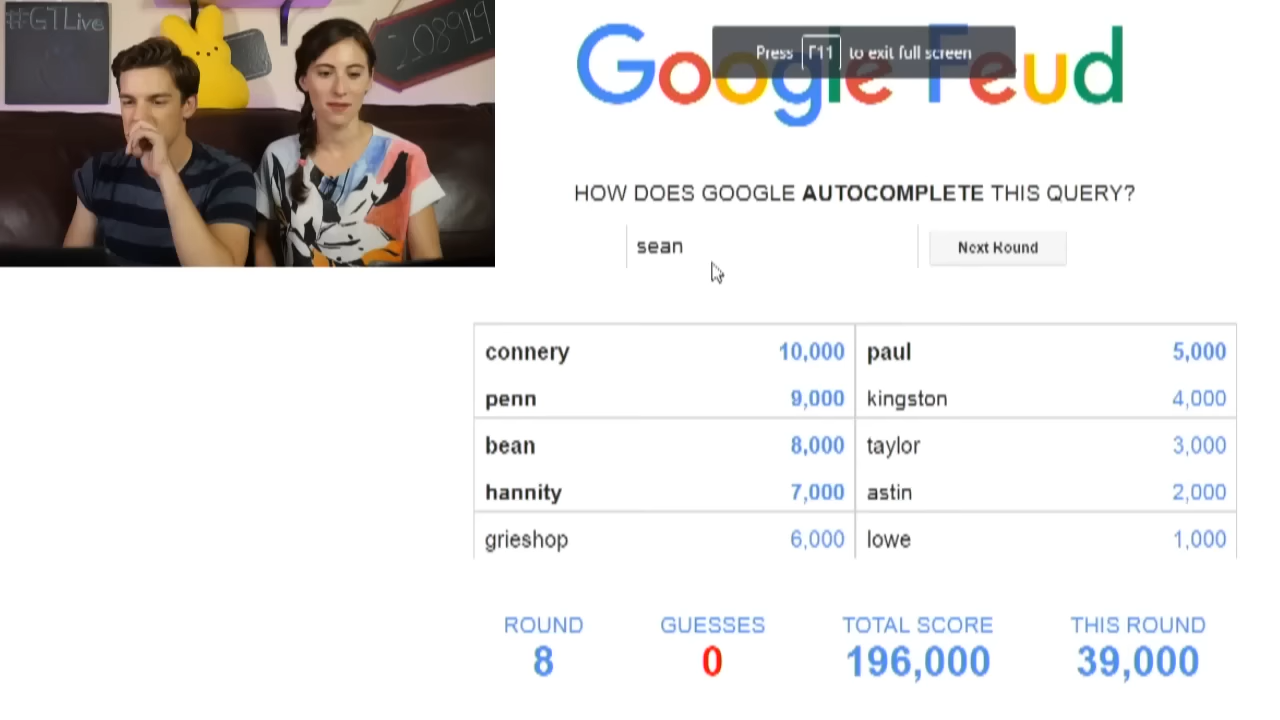 #GTLive
208919
Google Feud
Press F11 to exit full screen
HOW DOES GOOGLE AUTOCOMPLETE THIS QUERY?
sean
Next Round
connery 10,000 paul 5,000
penn 9,000 kingston 4,000
bean 8,000 taylor 3,000
hannity 7,000 astin 2,000
grieshop 6,000 lowe 1,000
ROUND GUESSES TOTAL SCORE THIS ROUND
8 0 196,000 39,000